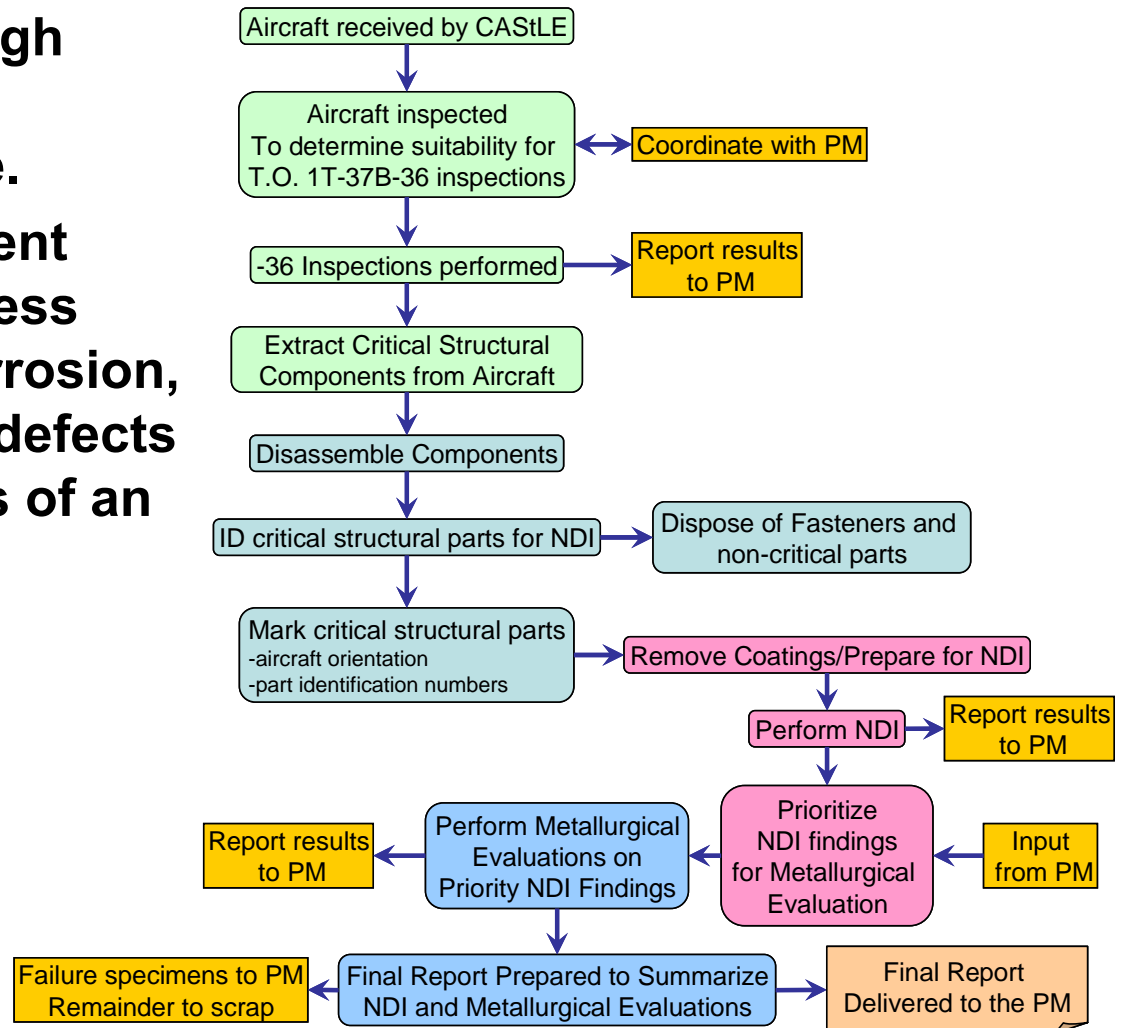 gh
e.
ent
ess
rrosion,
defects
s of an
Aircraft received by CAStLE
Aircraft inspected
To determine suitability for
T.O. 1T-37B-36 inspections
Coordinate with PM
-36 Inspections performed
Report results
to PM
Extract Critical Structural
Components from Aircraft
Disassemble Components
ID critical structural parts for NDI
Dispose of Fasteners and
non-critical parts
Mark critical structural parts
-aircraft orientation
-part identification numbers
Remove Coatings/Prepare for NDI
Perform NDI
Report results
to PM
Prioritize
NDI findings
for Metallurgical
Evaluation
Input
from PM
Perform Metallurgical
Evaluations on
Priority NDI Findings
Report results
to PM
Final Report Prepared to Summarize
NDI and Metallurgical Evaluations
Failure specimens to PM
Remainder to scrap
Final Report
Delivered to the PM